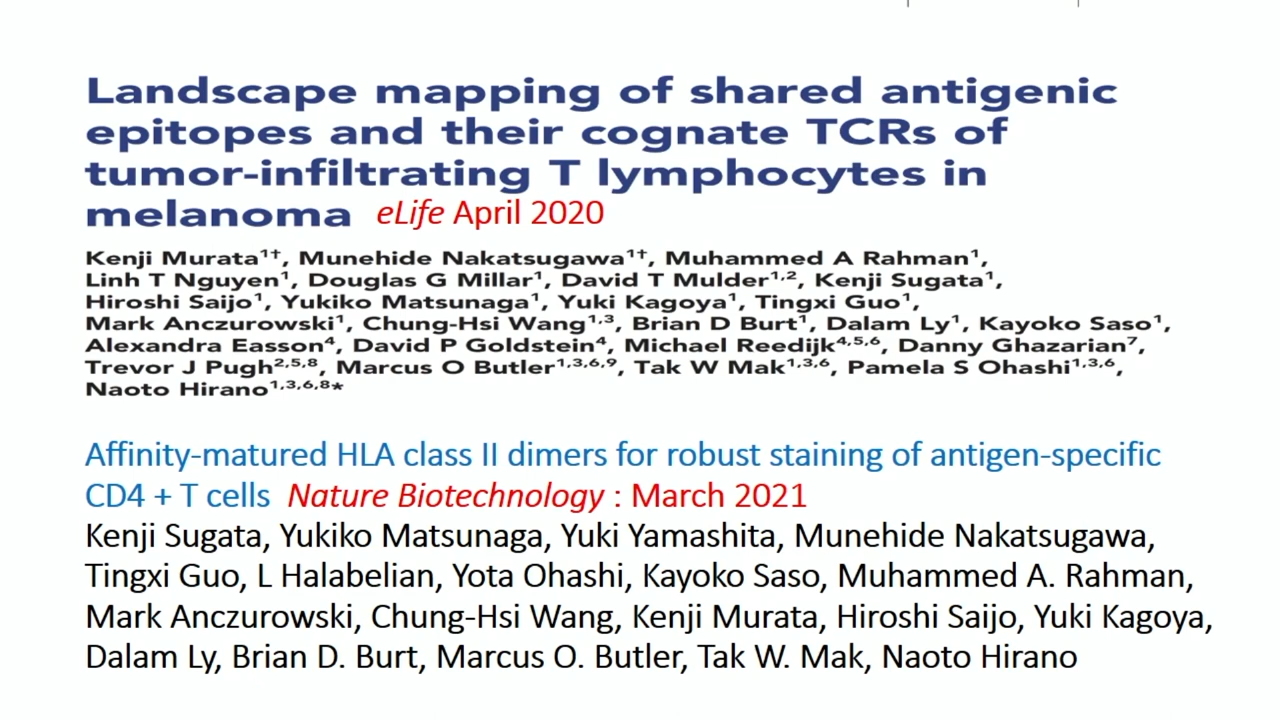 Landscape mapping of shared antigenic
epitopes and their cognate TCRs of
tumor-infiltrating T lymphocytes in
melanoma eLife April 2020
Kenji Murata¹†, Munehide Nakatsugawa¹†, Muhammed A Rahman¹,
Linh T Nguyen¹, Douglas G Millar¹, David T Mulder¹,², Kenji Sugata¹,
Hiroshi Saijo¹, Yukiko Matsunaga¹, Yuki Kagoya¹, Tingxi Guo¹,
Mark Anczurowski¹, Chung-Hsi Wang¹,³, Brian D Burt¹, Dalam Ly¹, Kayoko Saso¹,
Alexandra Easson⁴, David P Goldstein⁴, Michael Reedijk⁴,⁵,⁶, Danny Ghazarian⁷,
Trevor J Pugh²,⁵,⁸, Marcus O Butler¹,³,⁶,⁹, Tak W Mak¹,³,⁶, Pamela S Ohashi¹,³,⁶,
Naoto Hirano¹,³,⁶,⁸*
Affinity-matured HLA class II dimers for robust staining of antigen-specific
CD4 + T cells Nature Biotechnology : March 2021
Kenji Sugata, Yukiko Matsunaga, Yuki Yamashita, Munehide Nakatsugawa,
Tingxi Guo, L Halabelian, Yota Ohashi, Kayoko Saso, Muhammed A. Rahman,
Mark Anczurowski, Chung-Hsi Wang, Kenji Murata, Hiroshi Saijo, Yuki Kagoya,
Dalam Ly, Brian D. Burt, Marcus O. Butler, Tak W. Mak, Naoto Hirano